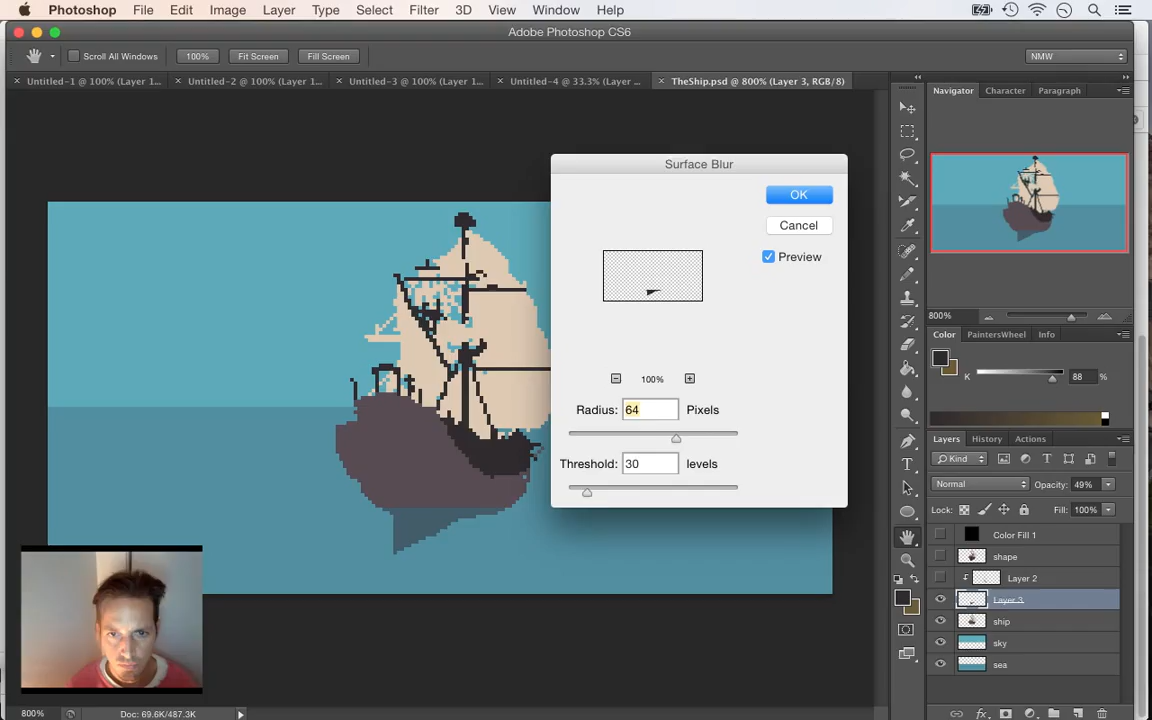 Photoshop File Edit Image Layer Type Select Filter 3D View Window Help
Adobe Photoshop CS6
Scroll All Windows 100% Fit Screen Fill Screen NMW
Untitled-1 @ 100% (Layer 1... Untitled-2 @ 100% (Layer 1... Untitled-3 @ 100% (Layer 1... Untitled-4 @ 33.3% (Layer ... TheShip.psd @ 800% (Layer 3, RGB/8)
Navigator Character Paragraph
Surface Blur
OK
Cancel
Preview
100%
Radius: 64 Pixels
Threshold: 30 levels
800%
Color PaintersWheel Info
K 88 %
Layers History Actions
Kind
Normal Opacity: 49%
Lock: Fill: 100%
Color Fill 1
shape
Layer 2
Layer 3
ship
sky
sea
800% Doc: 69.6K/487.3K